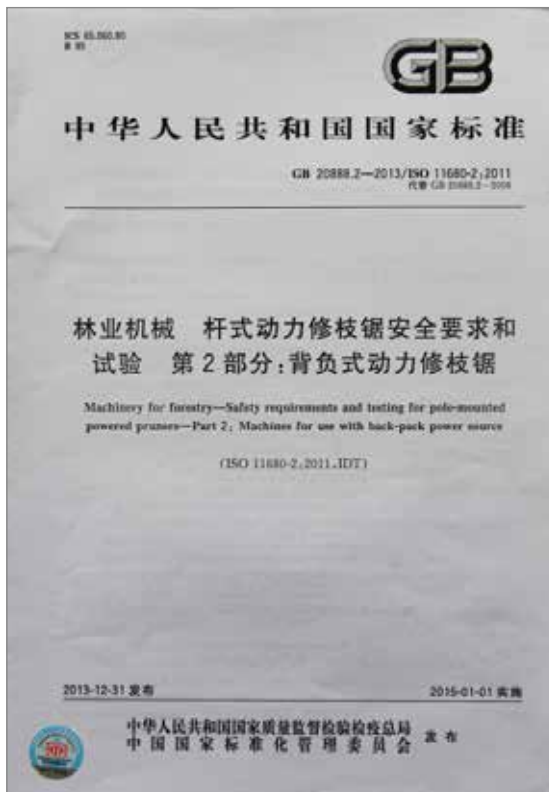 ICS 65.060.80
B 95
GB
中华人民共和国国家标准
GB 20888.2—2013/ISO 11680-2:2011
代替 GB 20888.2—2008
林业机械 杆式动力修枝锯安全要求和
试验 第2部分:背负式动力修枝锯
Machinery for forestry—Safety requirements and testing for pole-mounted
powered pruners—Part 2: Machines for use with back-pack power source
(ISO 11680-2:2011,IDT)
2013-12-31 发布
2015-01-01 实施
中华人民共和国国家质量监督检验检疫总局
中国国家标准化管理委员会
发布